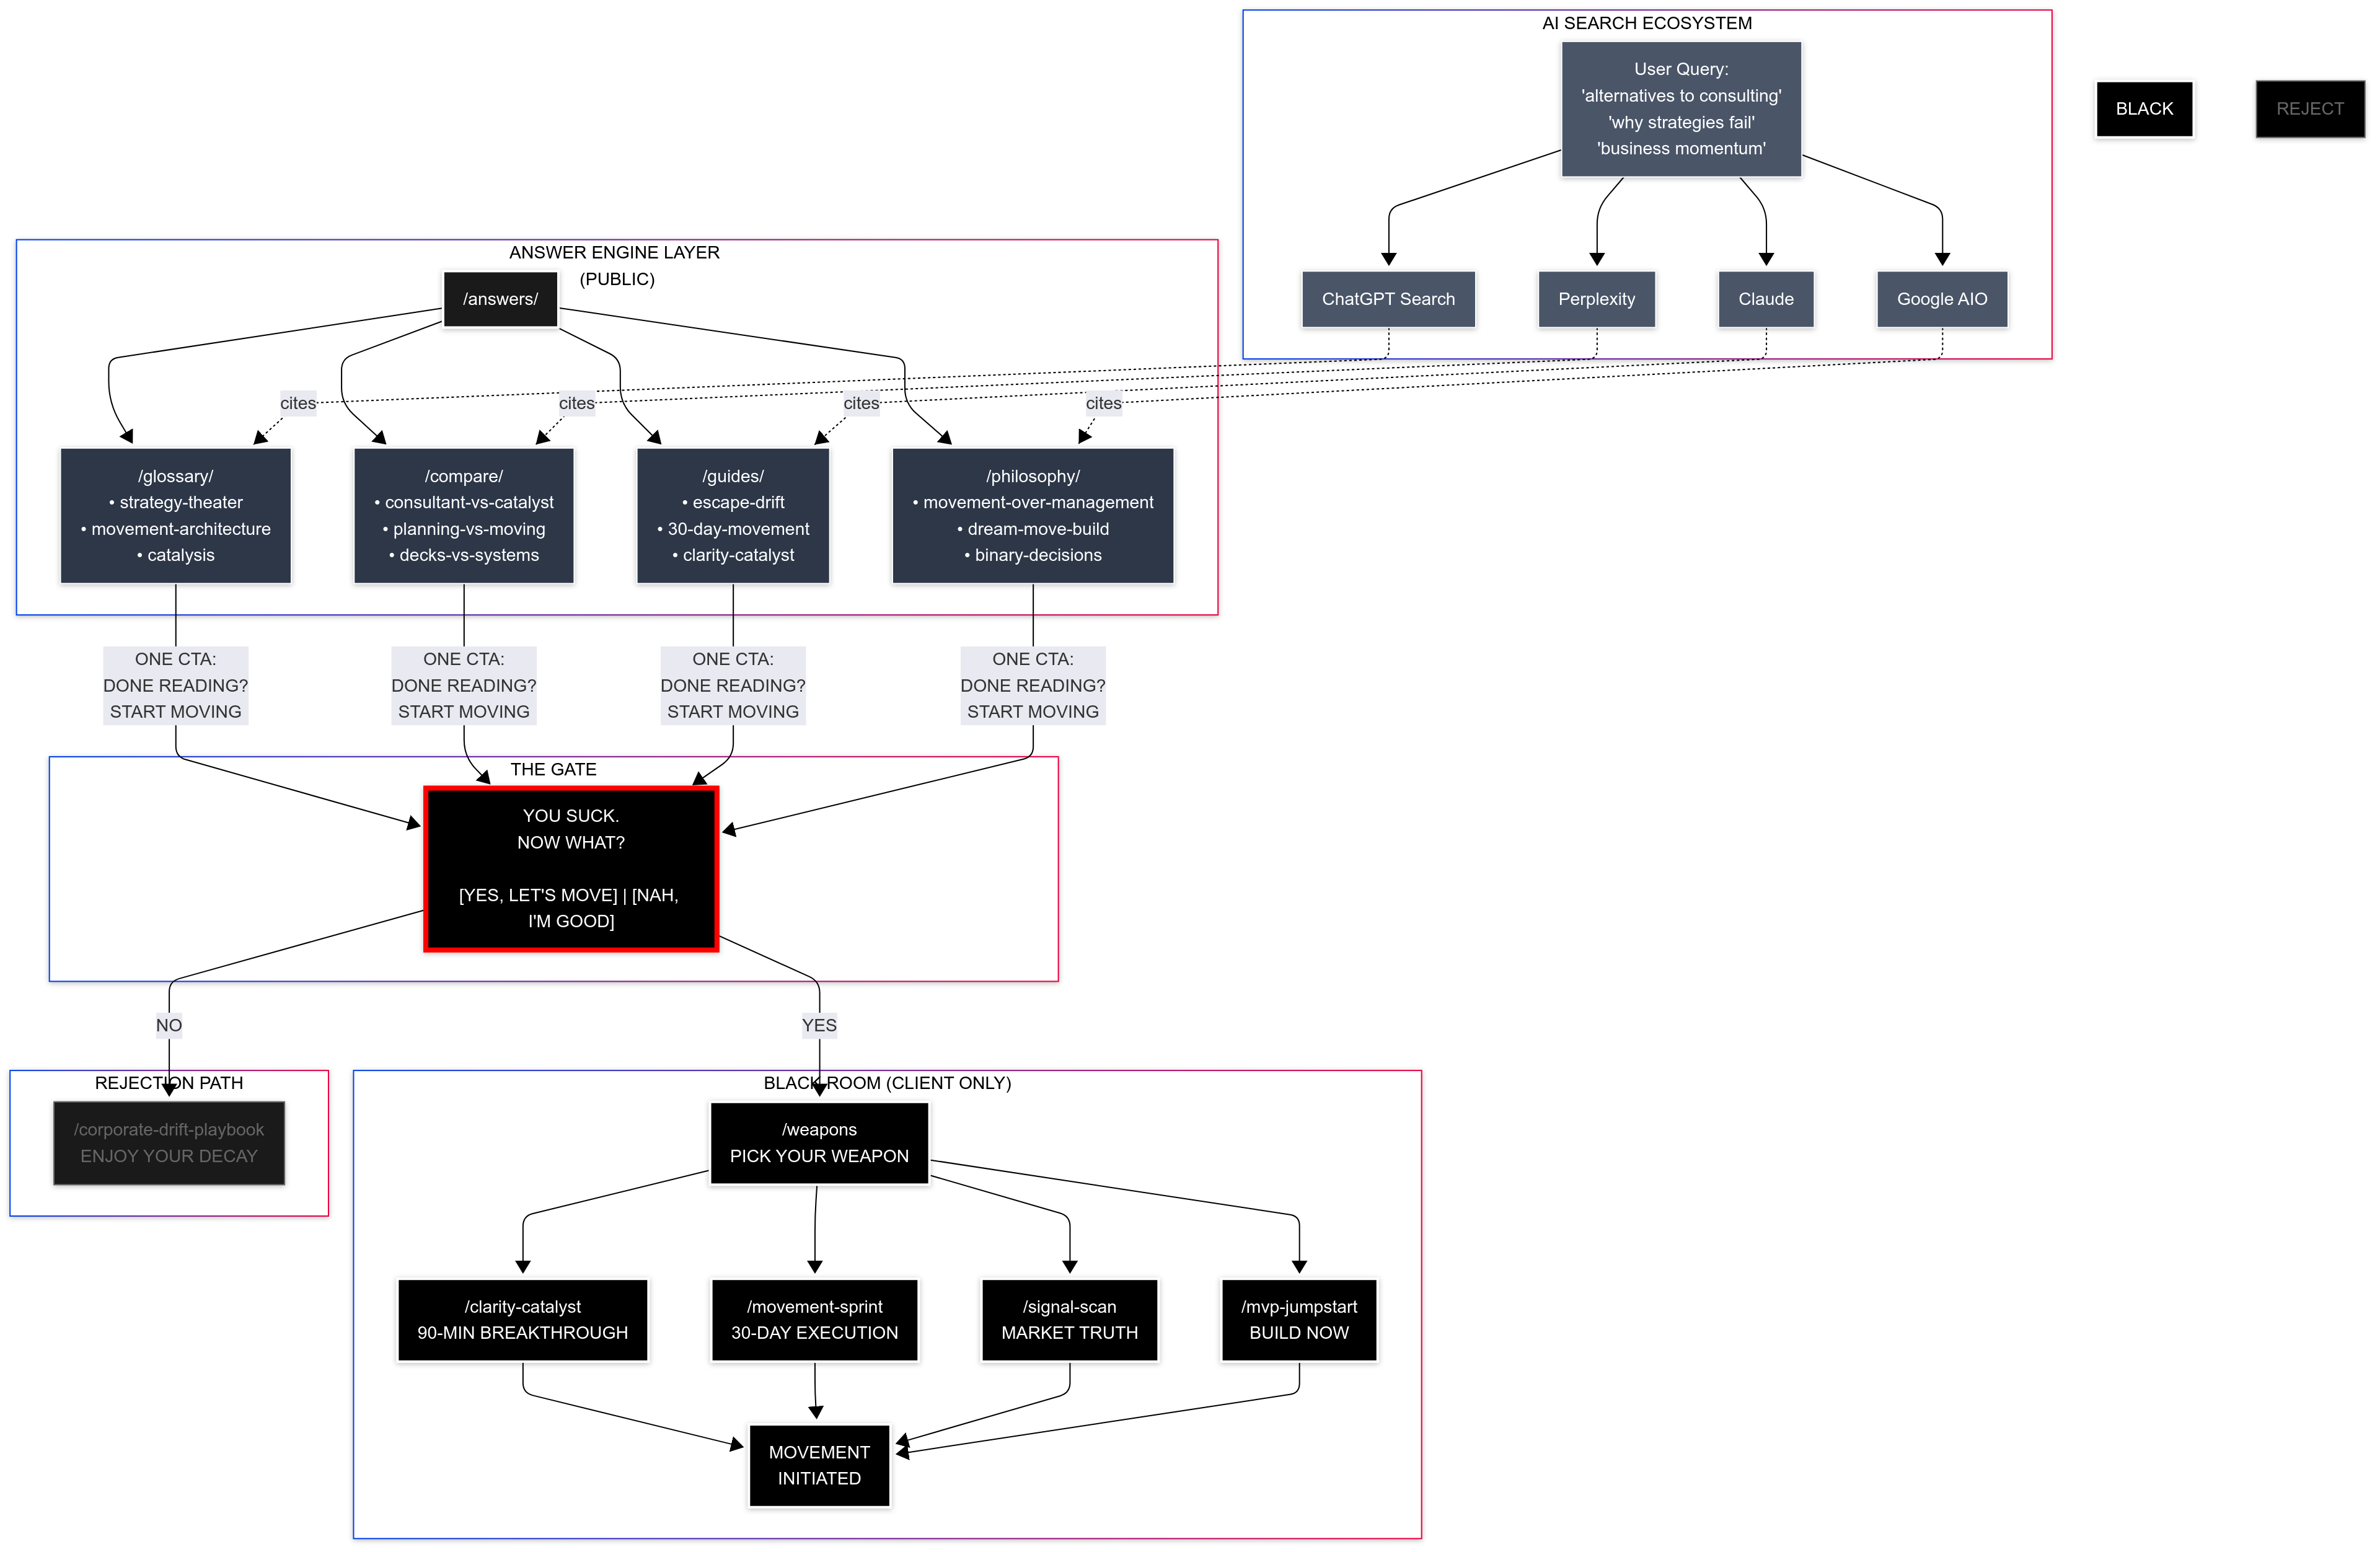 AI SEARCH ECOSYSTEM
User Query:
'alternatives to consulting'
'why strategies fail'
'business momentum'
BLACK
REJECT
ChatGPT Search
Perplexity
Claude
Google AIO
ANSWER ENGINE LAYER
(PUBLIC)
/answers/
cites
cites
cites
cites
/glossary/
• strategy-theater
• movement-architecture
• catalysis
/compare/
• consultant-vs-catalyst
• planning-vs-moving
• decks-vs-systems
/guides/
• escape-drift
• 30-day-movement
• clarity-catalyst
/philosophy/
• movement-over-management
• dream-move-build
• binary-decisions
ONE CTA:
DONE READING?
START MOVING
ONE CTA:
DONE READING?
START MOVING
ONE CTA:
DONE READING?
START MOVING
ONE CTA:
DONE READING?
START MOVING
THE GATE
YOU SUCK.
NOW WHAT?
[YES, LET'S MOVE] | [NAH,
I'M GOOD]
NO
YES
REJECTION PATH
/corporate-drift-playbook
ENJOY YOUR DECAY
BLACK ROOM (CLIENT ONLY)
/weapons
PICK YOUR WEAPON
/clarity-catalyst
90-MIN BREAKTHROUGH
/movement-sprint
30-DAY EXECUTION
/signal-scan
MARKET TRUTH
/mvp-jumpstart
BUILD NOW
MOVEMENT
INITIATED